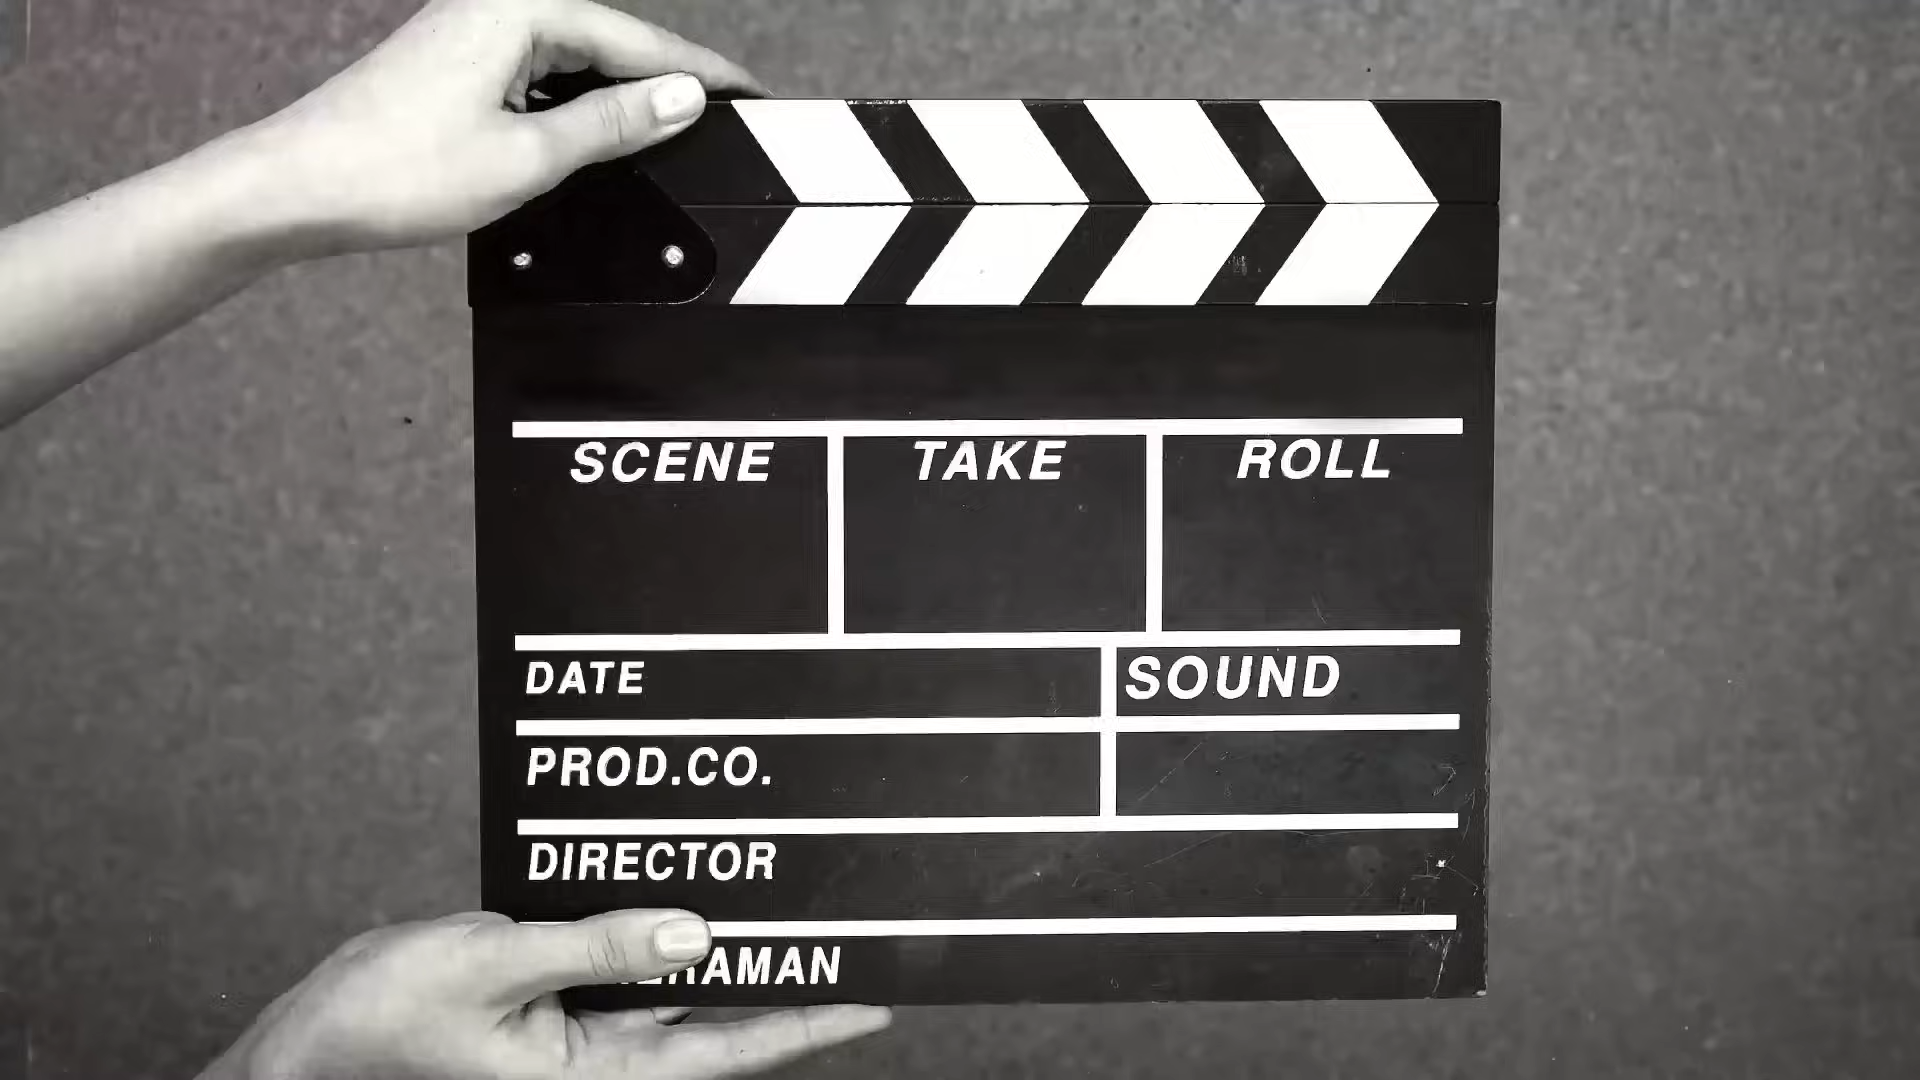 SCENE TAKE ROLL
DATE SOUND
PROD.CO.
DIRECTOR